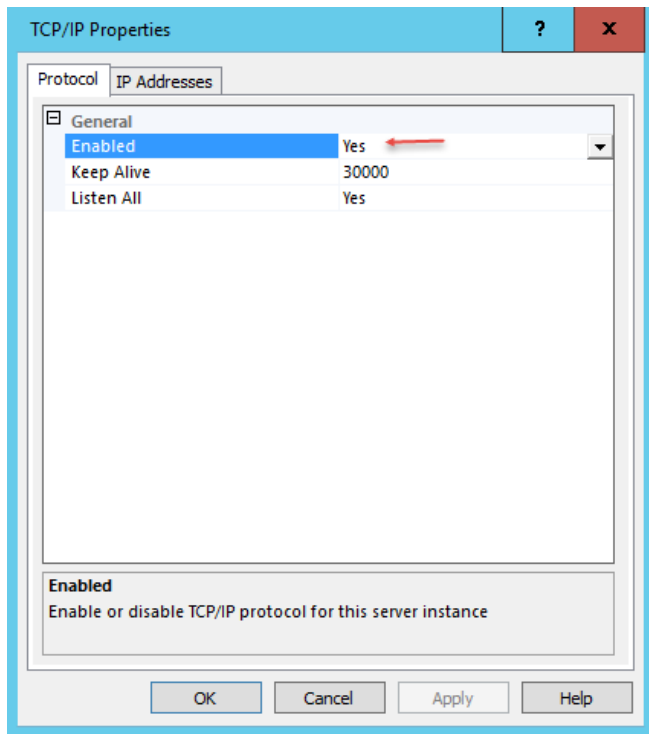 TCP/IP Properties
?
x
Protocol
IP Addresses
General
Enabled Yes
Keep Alive 30000
Listen All Yes
Enabled
Enable or disable TCP/IP protocol for this server instance
OK Cancel Apply Help